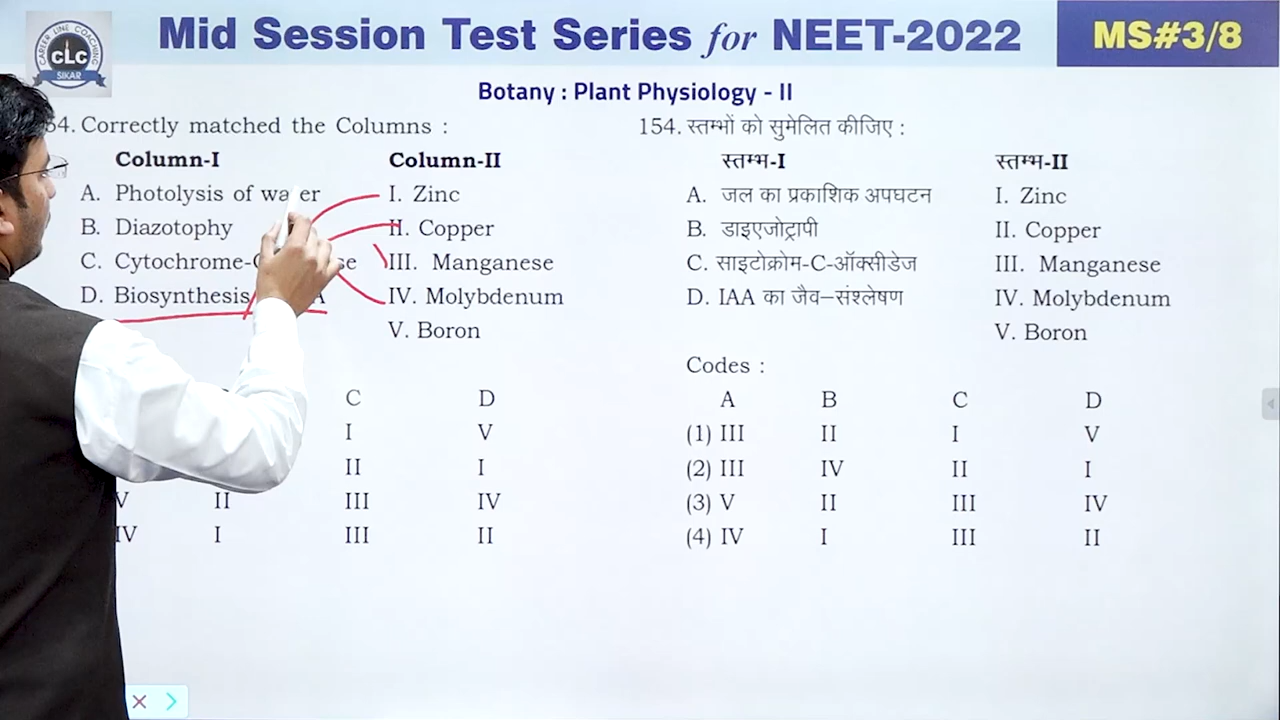 CAREER LINE COACHING
CLC
SIKAR
Mid Session Test Series for NEET-2022
MS#3/8
Botany : Plant Physiology - II
54. Correctly matched the Columns :
Column-I Column-II
A. Photolysis of wa er I. Zinc
B. Diazotophy II. Copper
C. Cytochrome- se III. Manganese
D. Biosynthesis A IV. Molybdenum
V. Boron
C D
I V
II I
V II III IV
IV I III II
154. स्तम्भों को सुमेलित कीजिए :
स्तम्भ-I स्तम्भ-II
A. जल का प्रकाशिक अपघटन I. Zinc
B. डाइएजोट्रापी II. Copper
C. साइटोक्रोम-C-ऑक्सीडेज III. Manganese
D. IAA का जैव–संश्लेषण IV. Molybdenum
V. Boron
Codes :
A B C D
(1) III II I V
(2) III IV II I
(3) V II III IV
(4) IV I III II